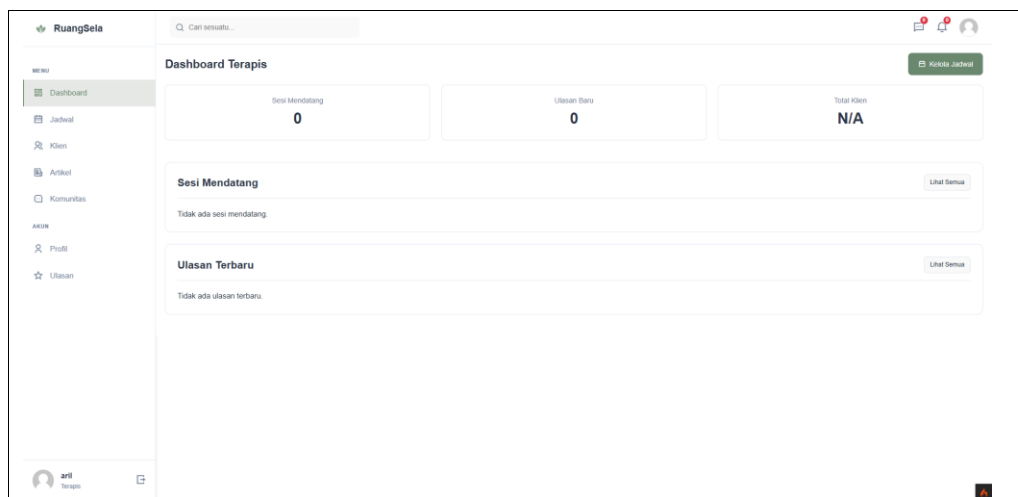 RuangSela
Cari sesuatu...
0
0
MENU
Dashboard
Jadwal
Klien
Artikel
Komunitas
AKUN
Profil
Ulasan
aril
Terapis
Dashboard Terapis
Kelola Jadwal
Sesi Mendatang
0
Ulasan Baru
0
Total Klien
N/A
Sesi Mendatang
Lihat Semua
Tidak ada sesi mendatang.
Ulasan Terbaru
Lihat Semua
Tidak ada ulasan terbaru.